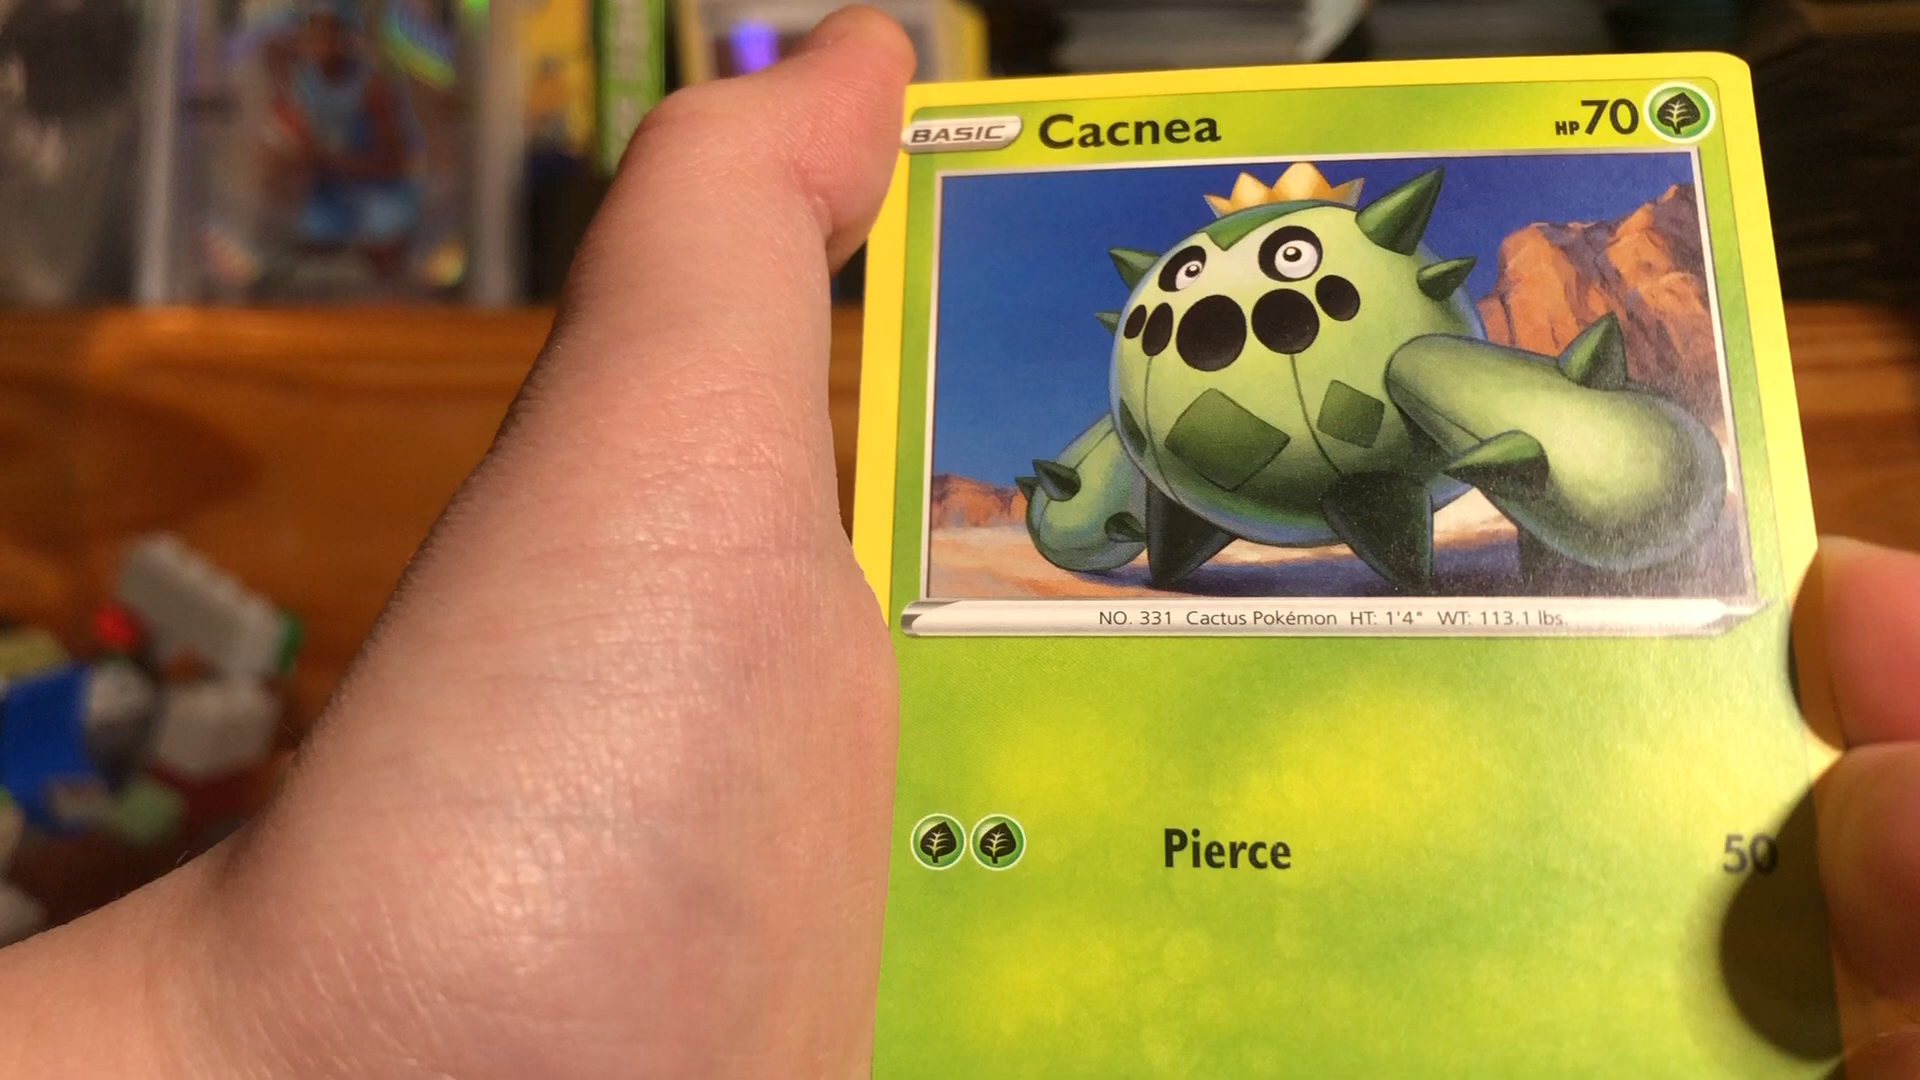 BASIC Cacnea HP 70
NO. 331 Cactus Pokémon HT: 1'4" WT: 113.1 lbs.
Pierce 50